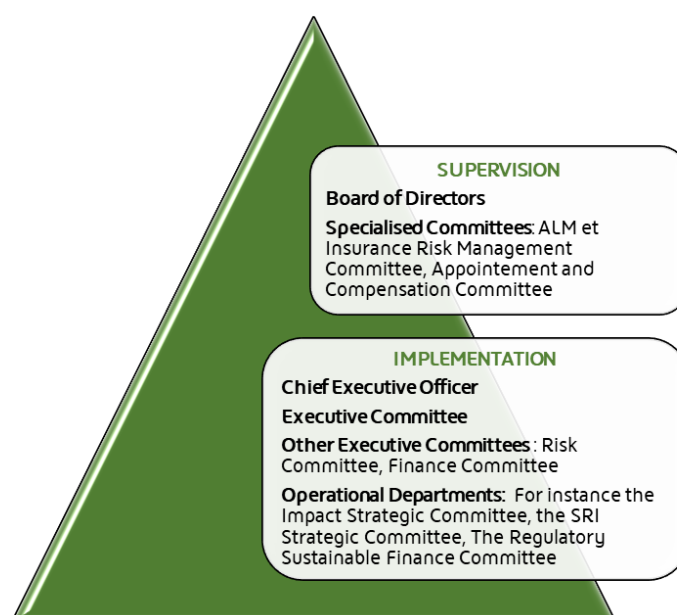 SUPERVISION
Board of Directors
Specialised Committees: ALM et
Insurance Risk Management
Committee, Appointement and
Compensation Committee
IMPLEMENTATION
Chief Executive Officer
Executive Committee
Other Executive Committees : Risk
Committee, Finance Committee
Operational Departments: For instance the
Impact Strategic Committee, the SRI
Strategic Committee, The Regulatory
Sustainable Finance Committee